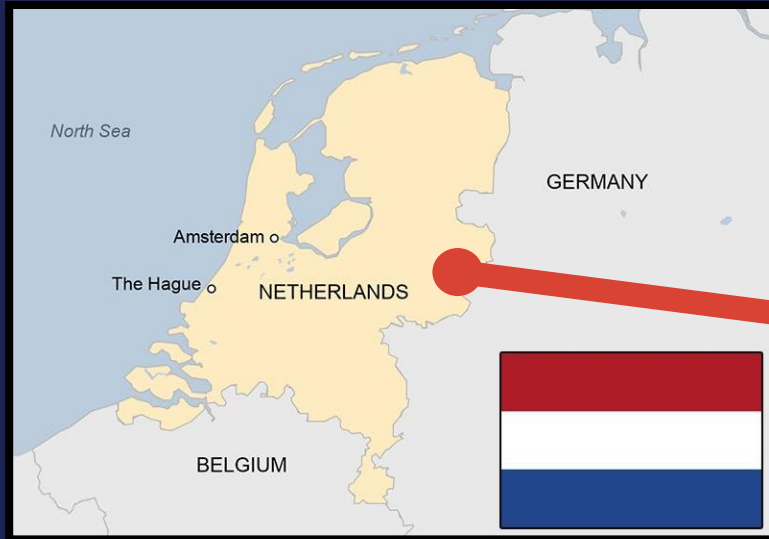 North Sea
GERMANY
Amsterdam
The Hague
NETHERLANDS
BELGIUM